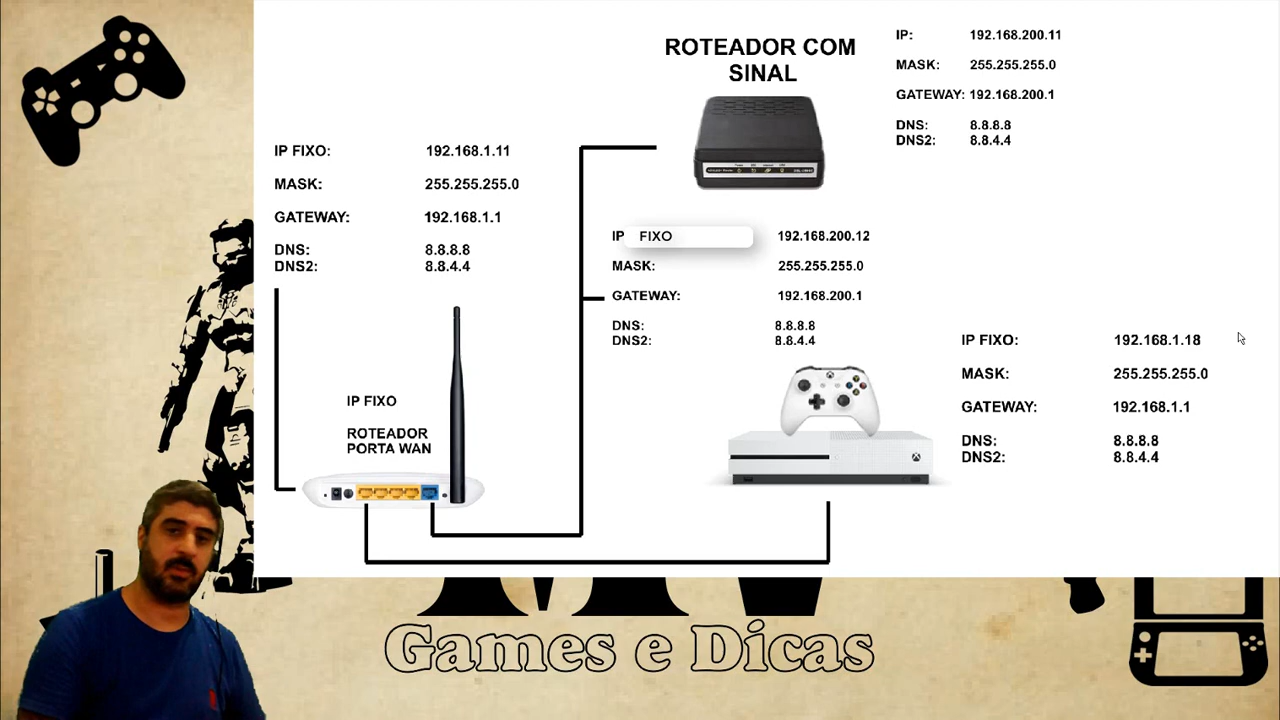 ROTEADOR COM
SINAL
IP: 192.168.200.11
MASK: 255.255.255.0
GATEWAY: 192.168.200.1
DNS: 8.8.8.8
DNS2: 8.8.4.4
IP FIXO: 192.168.1.11
MASK: 255.255.255.0
GATEWAY: 192.168.1.1
DNS: 8.8.8.8
DNS2: 8.8.4.4
IP FIXO 192.168.200.12
MASK: 255.255.255.0
GATEWAY: 192.168.200.1
DNS: 8.8.8.8
DNS2: 8.8.4.4
IP FIXO: 192.168.1.18
MASK: 255.255.255.0
GATEWAY: 192.168.1.1
DNS: 8.8.8.8
DNS2: 8.8.4.4
IP FIXO
ROTEADOR
PORTA WAN
Games e Dicas